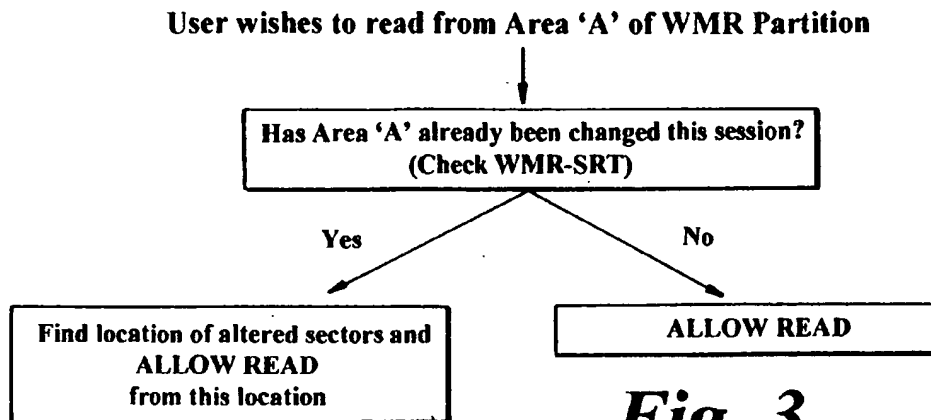 User wishes to read from Area ‘A’ of WMR Partition
Has Area ‘A’ already been changed this session?
(Check WMR-SRT)
Yes
No
Find location of altered sectors and
ALLOW READ
from this location
ALLOW READ
Fig. 3